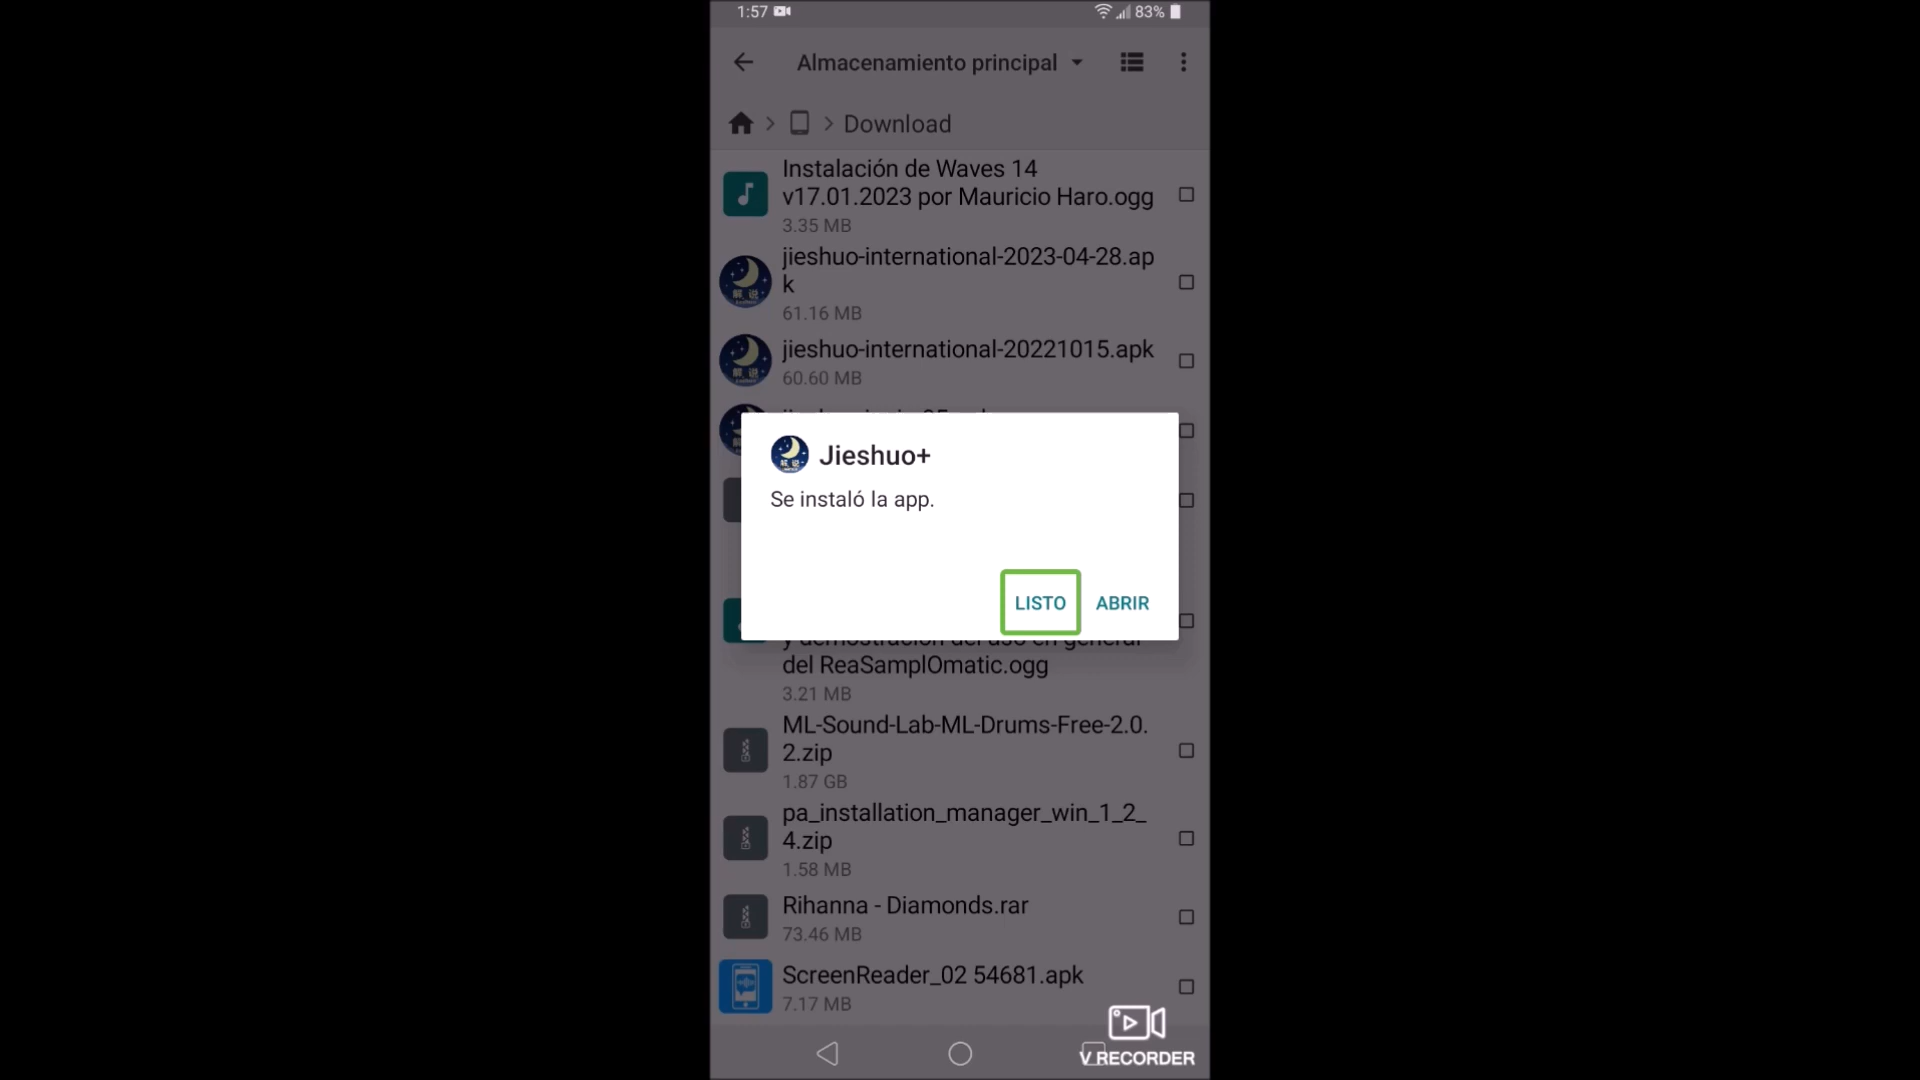 1:57
83%
Almacenamiento principal
Download
Instalación de Waves 14
v17.01.2023 por Mauricio Haro.ogg
3.35 MB
jieshuo-international-2023-04-28.ap
k
61.16 MB
jieshuo-international-20221015.apk
60.60 MB
Jieshuo+
Se instaló la app.
LISTO
ABRIR
del ReaSamplOmatic.ogg
3.21 MB
ML-Sound-Lab-ML-Drums-Free-2.0.
2.zip
1.87 GB
pa_installation_manager_win_1_2_
4.zip
1.58 MB
Rihanna - Diamonds.rar
73.46 MB
ScreenReader_02 54681.apk
7.17 MB
V RECORDER